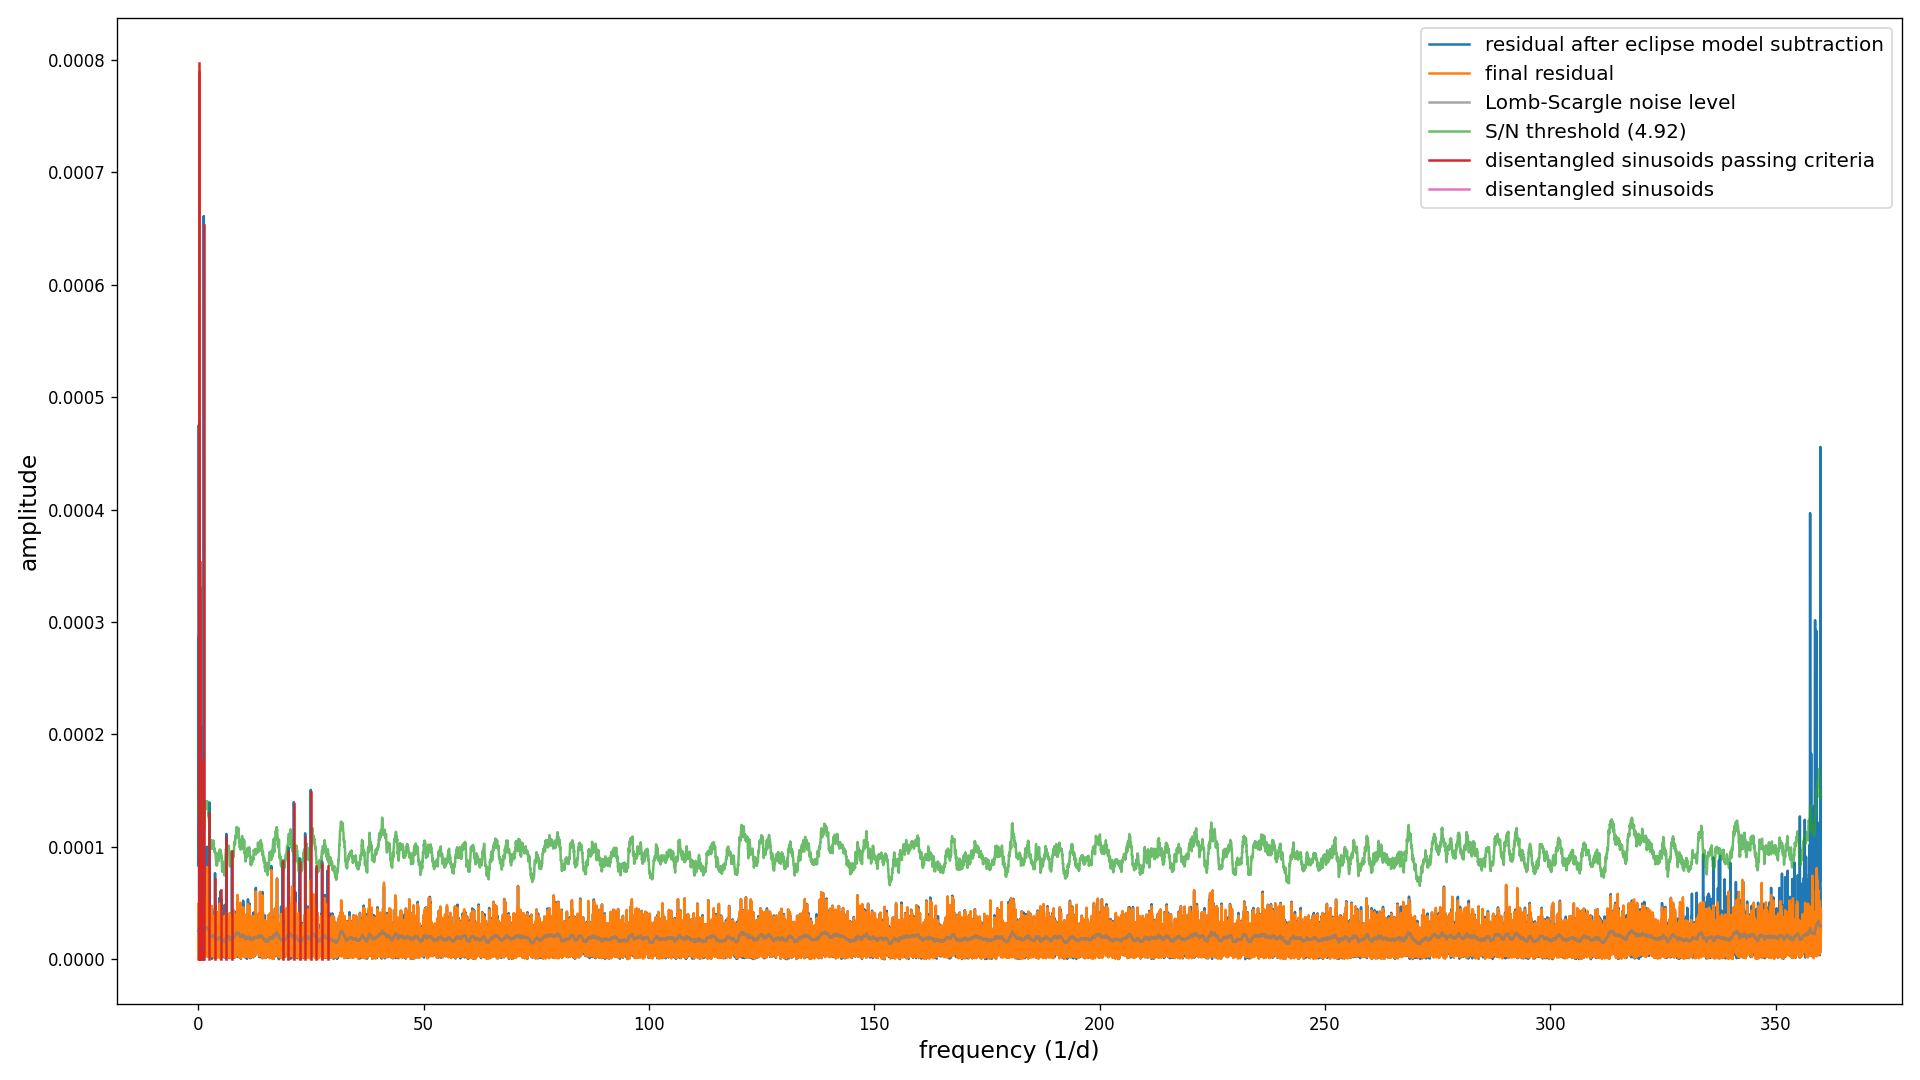 residual after eclipse model subtraction
final residual
Lomb-Scargle noise level
S/N threshold (4.92)
disentangled sinusoids passing criteria
disentangled sinusoids
0.0008
0.0007
0.0006
0.0005
0.0004
0.0003
0.0002
0.0001
0.0000
amplitude
0 50 100 150 200 250 300 350
frequency (1/d)